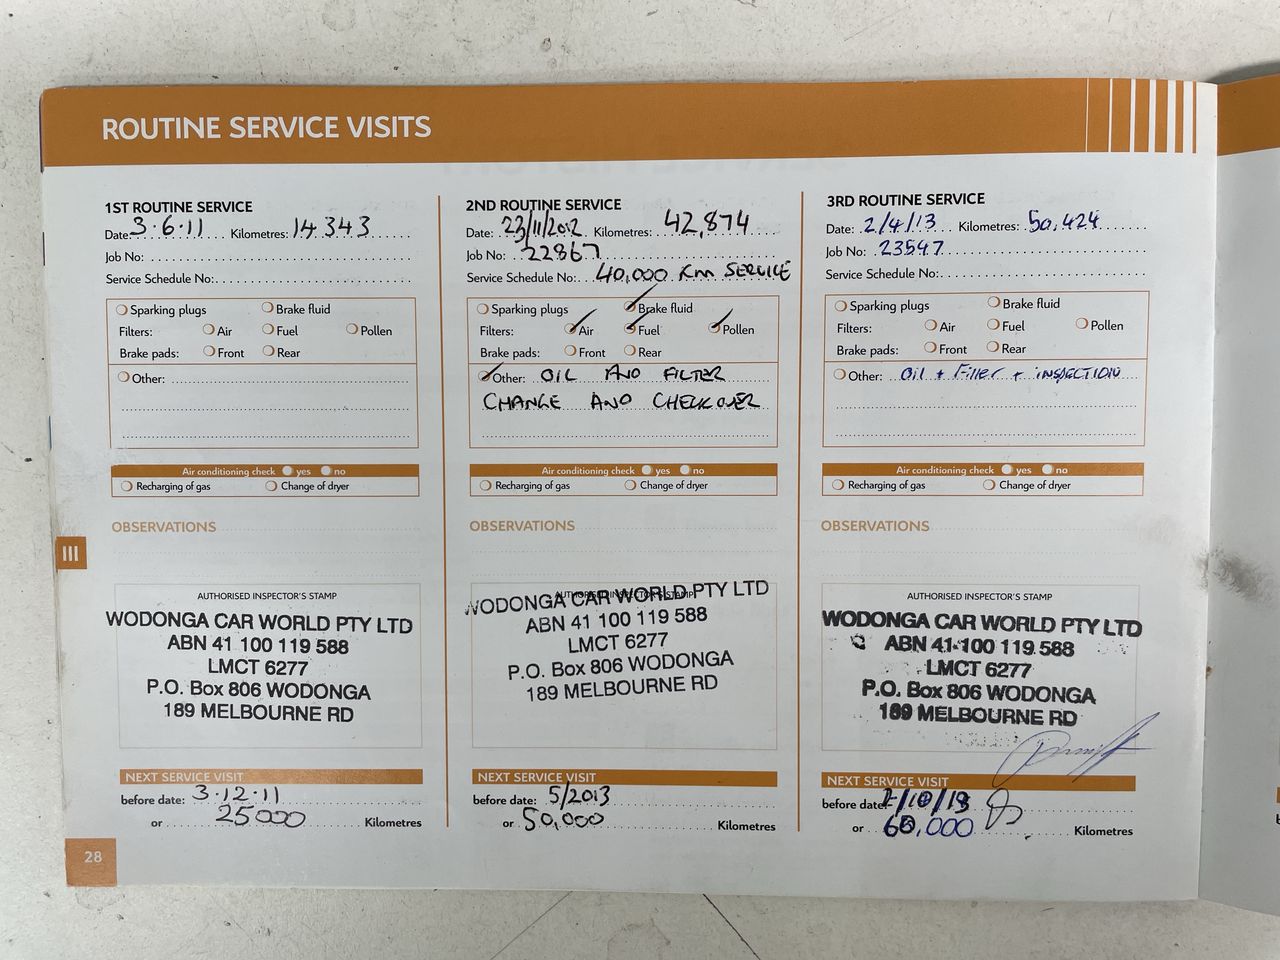 ROUTINE SERVICE VISITS
1ST ROUTINE SERVICE
Date: 3.6.11 Kilometres: 14343
Job No:
Service Schedule No:
Sparking plugs Brake fluid
Filters: Air Fuel Pollen
Brake pads: Front Rear
Other:
Air conditioning check yes no
Recharging of gas Change of dryer
OBSERVATIONS
AUTHORISED INSPECTOR'S STAMP
WODONGA CAR WORLD PTY LTD
ABN 41 100 119 588
LMCT 6277
P.O. Box 806 WODONGA
189 MELBOURNE RD
NEXT SERVICE VISIT
before date: 3.12.11
or 25000 Kilometres
2ND ROUTINE SERVICE
Date: 23/11/2012 Kilometres: 42,874
Job No: 22867
Service Schedule No: 40,000 Km SERVICE
Sparking plugs Brake fluid
Filters: Air Fuel Pollen
Brake pads: Front Rear
Other: OIL AND FILTER
CHANGE AND CHECKOVER
Air conditioning check yes no
Recharging of gas Change of dryer
OBSERVATIONS
AUTHORISED INSPECTOR'S STAMP
WODONGA CAR WORLD PTY LTD
ABN 41 100 119 588
LMCT 6277
P.O. Box 806 WODONGA
189 MELBOURNE RD
NEXT SERVICE VISIT
before date: 5/2013
or 50,000 Kilometres
3RD ROUTINE SERVICE
Date: 2/4/13 Kilometres: 50,424
Job No: 23547
Service Schedule No:
Sparking plugs Brake fluid
Filters: Air Fuel Pollen
Brake pads: Front Rear
Other: Oil + Filter + INSPECTION
Air conditioning check yes no
Recharging of gas Change of dryer
OBSERVATIONS
AUTHORISED INSPECTOR'S STAMP
WODONGA CAR WORLD PTY LTD
ABN 41 100 119 588
LMCT 6277
P.O. Box 806 WODONGA
189 MELBOURNE RD
NEXT SERVICE VISIT
before date:
or 60,000 Kilometres
III
28